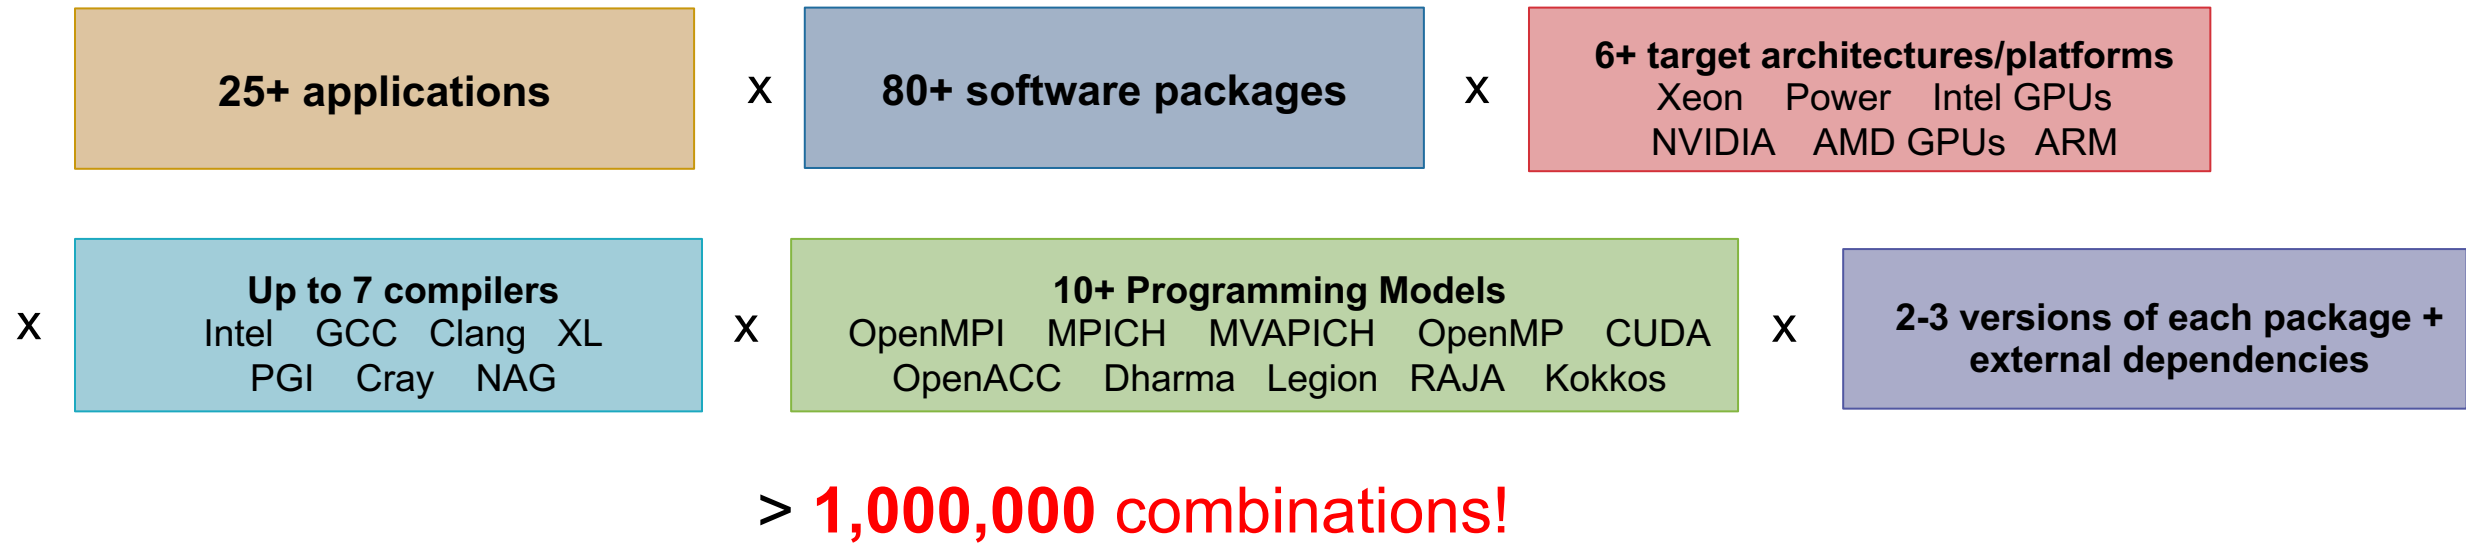 25+ applications
x
80+ software packages
x
6+ target architectures/platforms
Xeon Power Intel GPUs
NVIDIA AMD GPUs ARM
x
Up to 7 compilers
Intel GCC Clang XL
PGI Cray NAG
x
10+ Programming Models
OpenMPI MPICH MVAPICH OpenMP CUDA
OpenACC Dharma Legion RAJA Kokkos
x
2-3 versions of each package +
external dependencies
> 1,000,000 combinations!